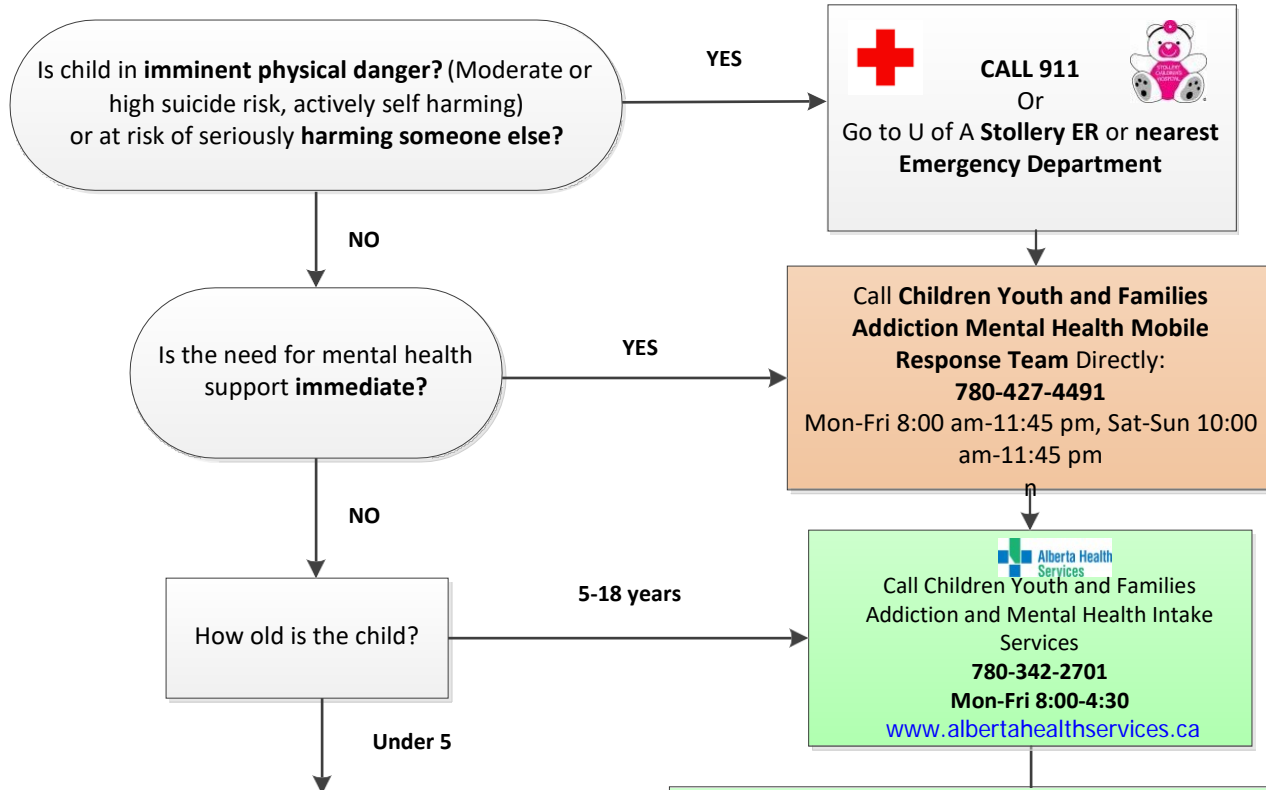 Is child in imminent physical danger? (Moderate or
high suicide risk, actively self harming)
or at risk of seriously harming someone else?
YES
CALL 911
Or
Go to U of A Stollery ER or nearest
Emergency Department
STOLLERY
CHILDREN'S
HOSPITAL
NO
Is the need for mental health
support immediate?
YES
Call Children Youth and Families
Addiction Mental Health Mobile
Response Team Directly:
780-427-4491
Mon-Fri 8:00 am-11:45 pm, Sat-Sun 10:00
am-11:45 pm
n
NO
How old is the child?
5-18 years
Alberta Health
Services
Call Children Youth and Families
Addiction and Mental Health Intake
Services
780-342-2701
Mon-Fri 8:00-4:30
www.albertahealthservices.ca
Under 5